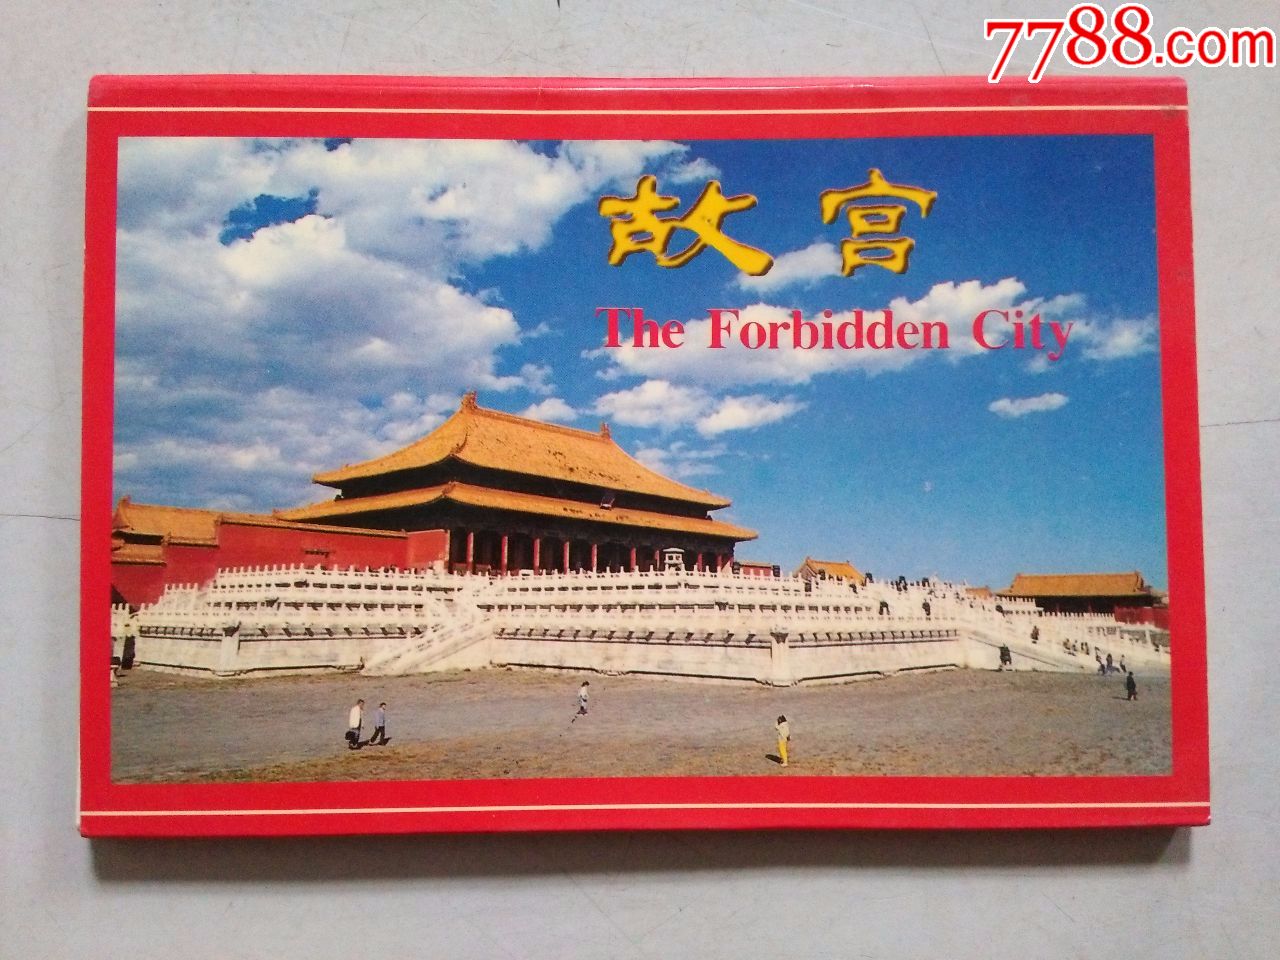 7788.com
故宫
The Forbidden City